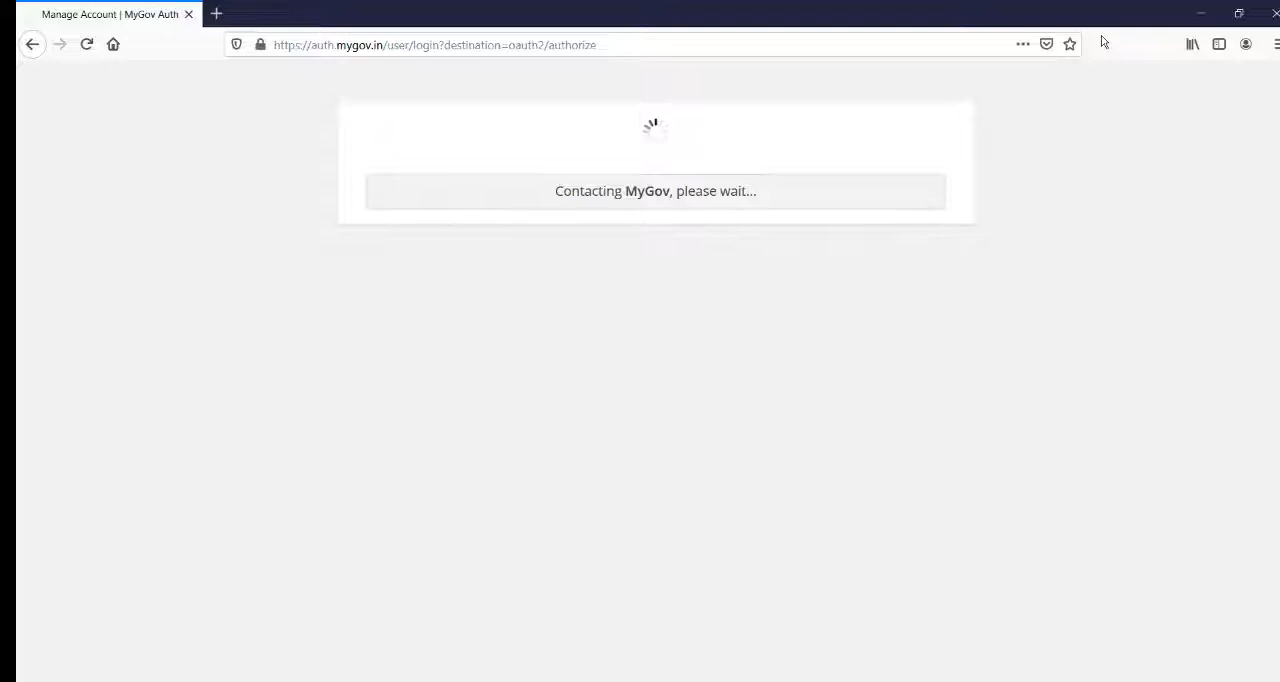 Manage Account | MyGov Auth
https://auth.mygov.in/user/login?destination=oauth2/authorize
Contacting MyGov, please wait...